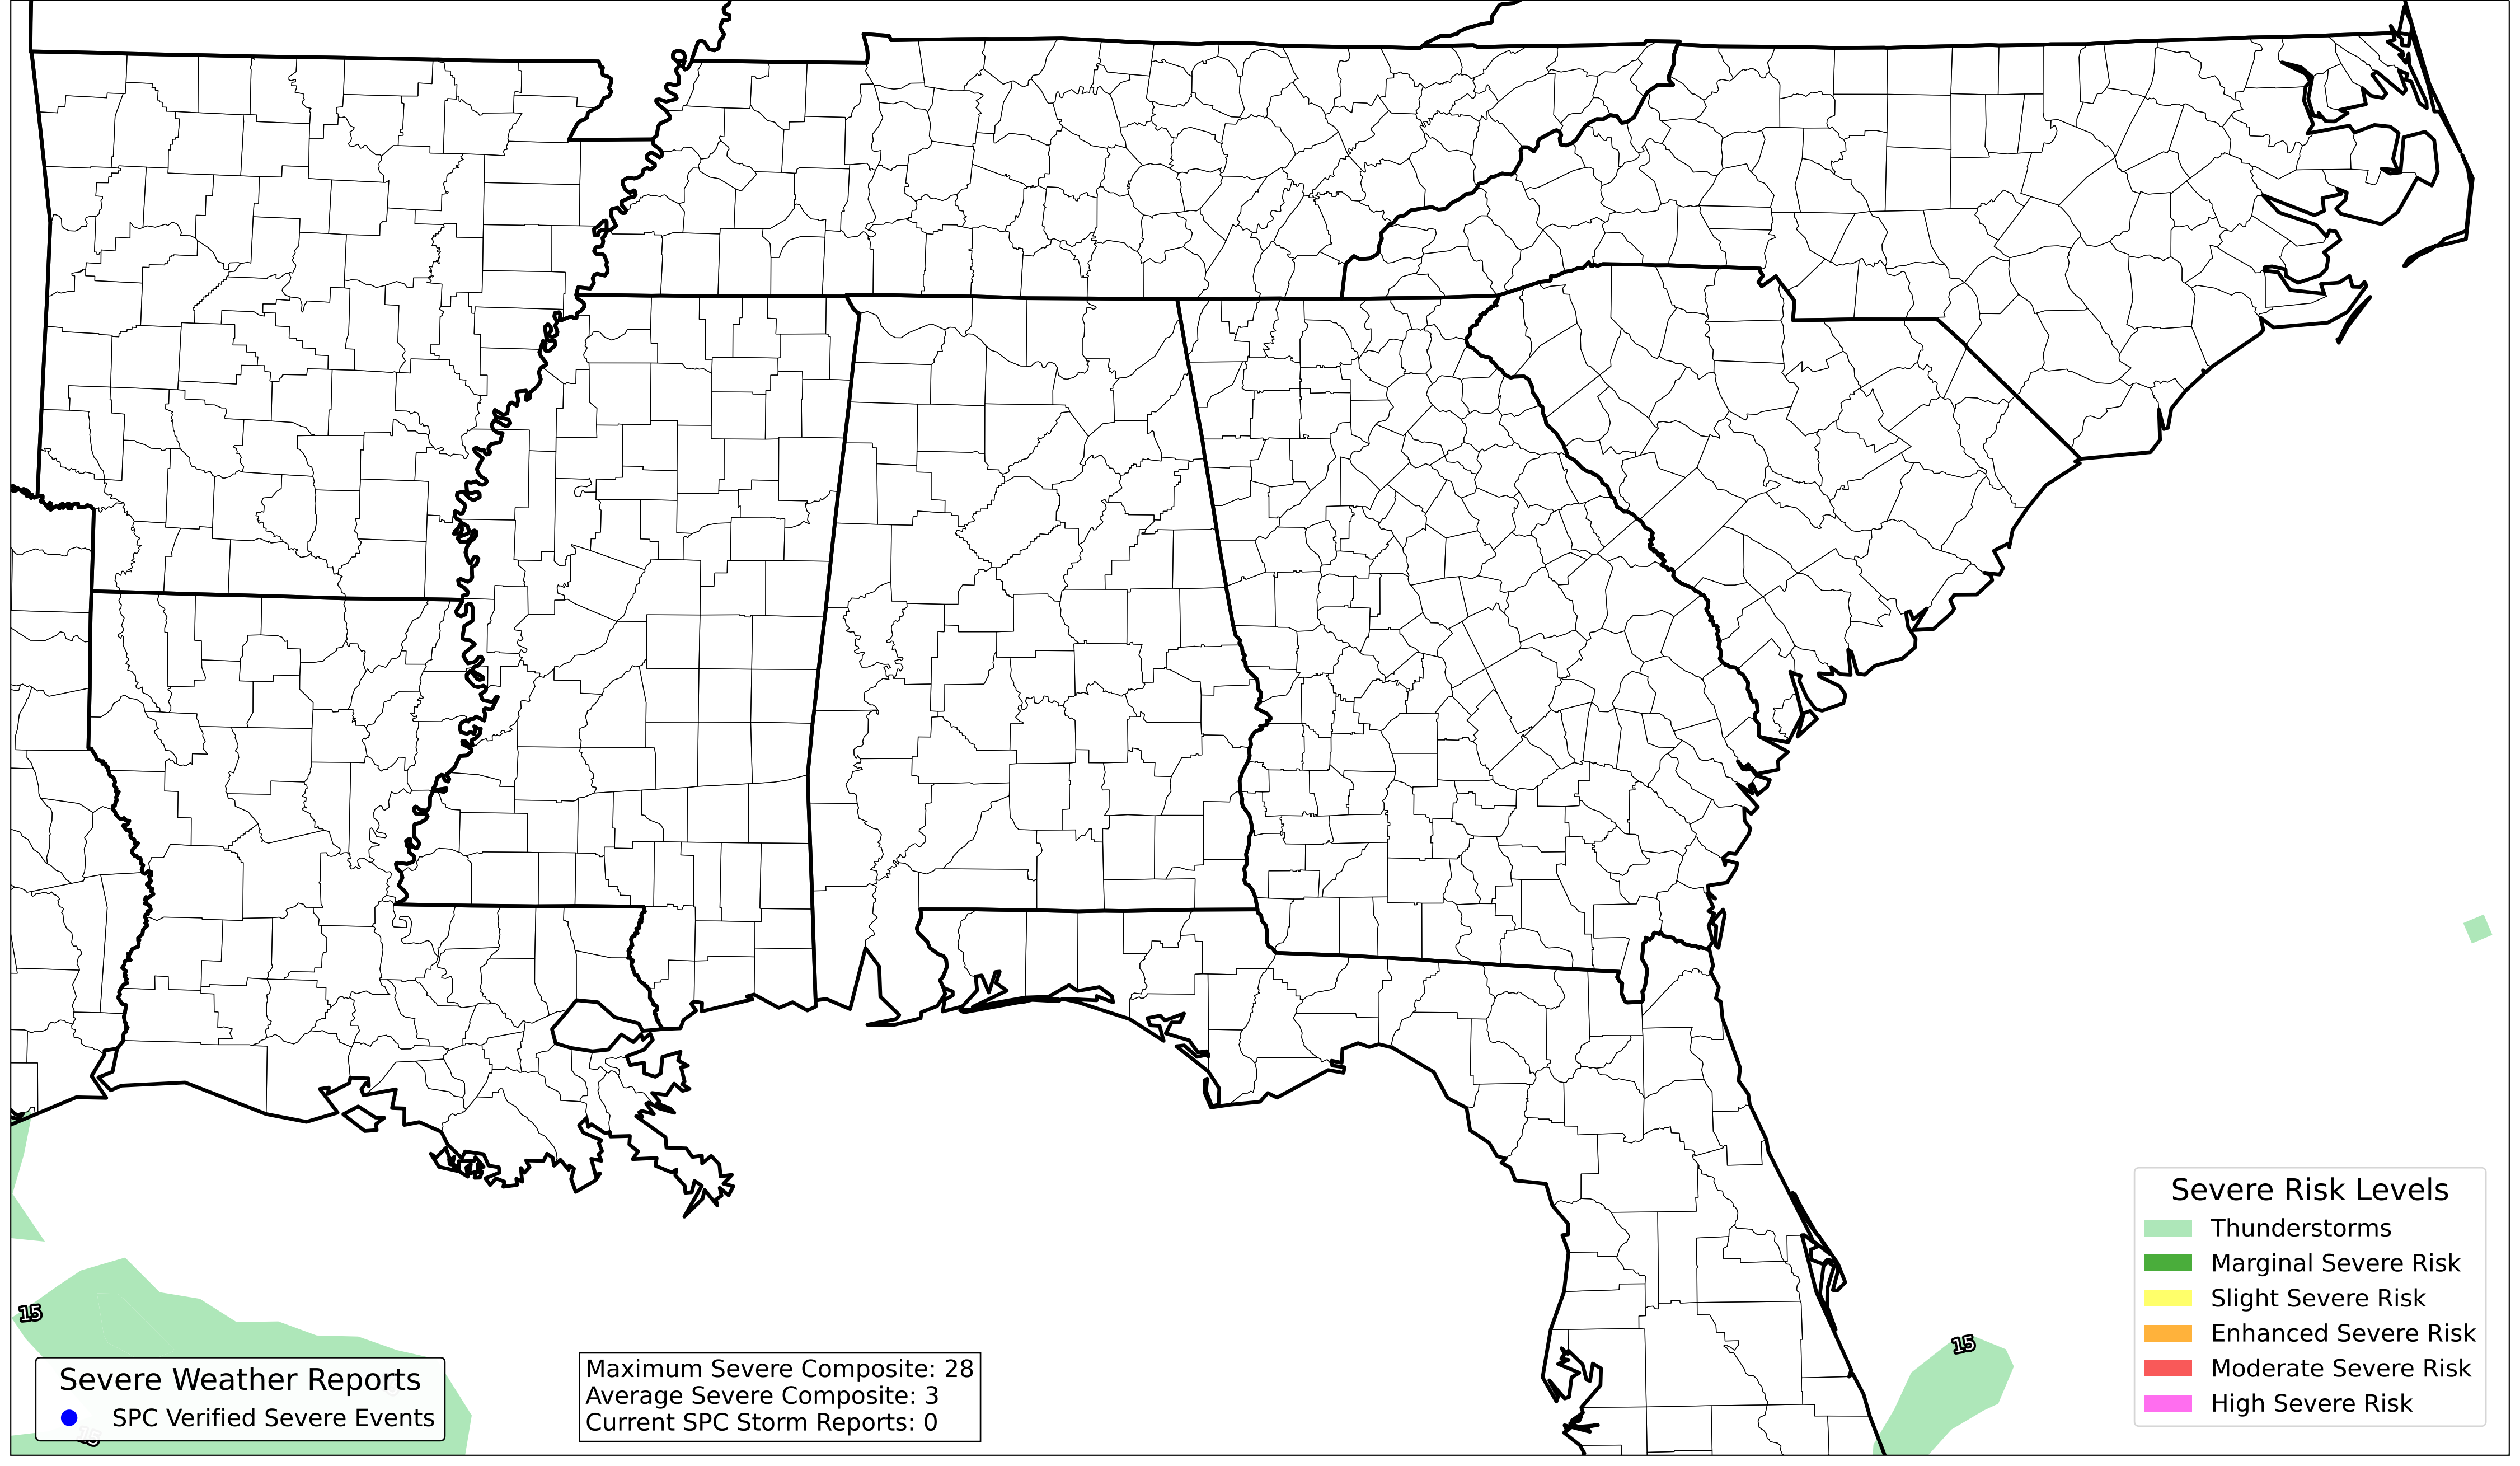 15
15
Severe Weather Reports
SPC Verified Severe Events
Maximum Severe Composite: 28
Average Severe Composite: 3
Current SPC Storm Reports: 0
Severe Risk Levels
Thunderstorms
Marginal Severe Risk
Slight Severe Risk
Enhanced Severe Risk
Moderate Severe Risk
High Severe Risk